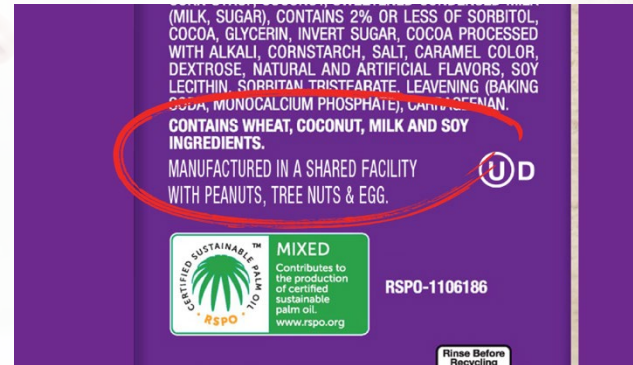 (MILK, SUGAR), CONTAINS 2% OR LESS OF SORBITOL,
COCOA, GLYCERIN, INVERT SUGAR, COCOA PROCESSED
WITH ALKALI, CORNSTARCH, SALT, CARAMEL COLOR,
DEXTROSE, NATURAL AND ARTIFICIAL FLAVORS, SOY
LECITHIN, SORBITAN TRISTEARATE, LEAVENING (BAKING
SODA, MONOCALCIUM PHOSPHATE), CARRAGEENAN.
CONTAINS WHEAT, COCONUT, MILK AND SOY
INGREDIENTS.
MANUFACTURED IN A SHARED FACILITY
WITH PEANUTS, TREE NUTS & EGG.
U D
CERTIFIED SUSTAINABLE PALM OIL
RSPO
TM
MIXED
Contributes to
the production
of certified
sustainable
palm oil.
www.rspo.org
RSPO-1106186
Rinse Before
Recycling